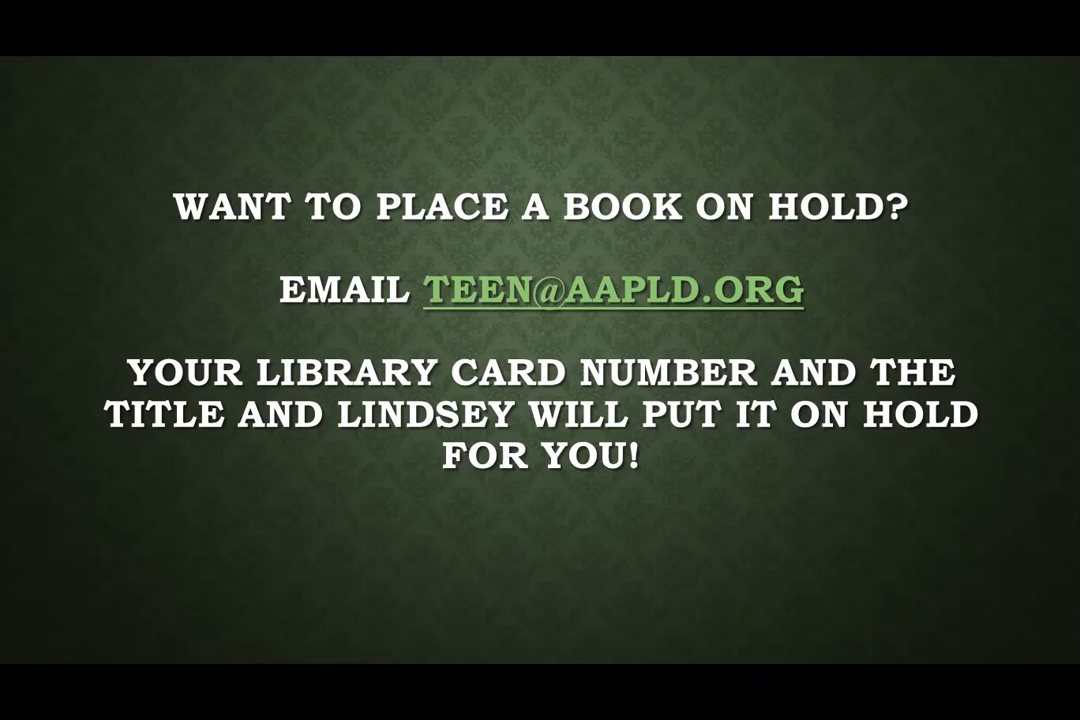 WANT TO PLACE A BOOK ON HOLD?
EMAIL TEEN@AAPLD.ORG
YOUR LIBRARY CARD NUMBER AND THE
TITLE AND LINDSEY WILL PUT IT ON HOLD
FOR YOU!